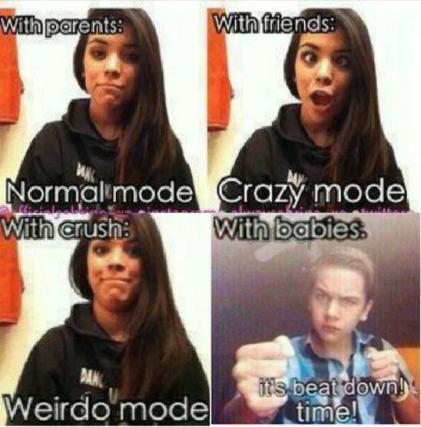 With parents:
Normal mode
With friends:
Crazy mode
With crush:
Weirdo mode
With babies:
it's beat down!
time!